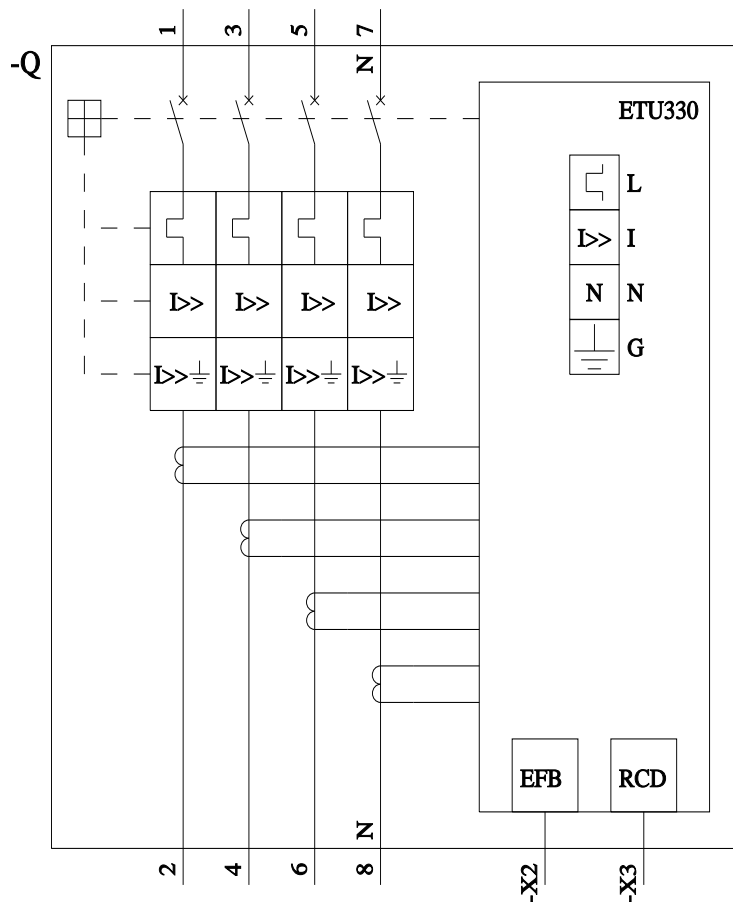 1 3 5 7
-Q
N
ETU330
L
I>> I
N N
G
I>> I>> I>> I>>
I>> I>> I>> I>>
EFB RCD
N
2 4 6 8 -X2 -X3